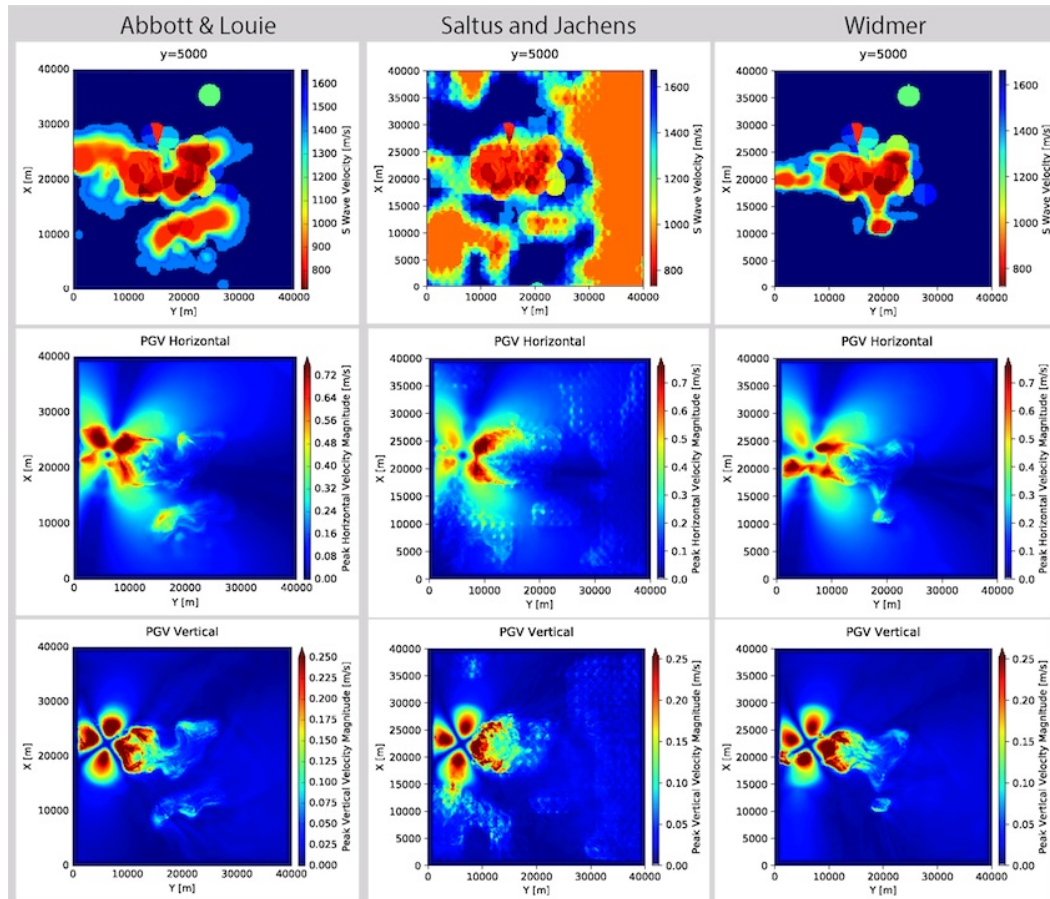 Abbott & Louie
Saltus and Jachens
Widmer
y=5000
40000
35000
30000
25000
20000
15000
10000
5000
0
X [m]
0 10000 20000 30000 40000
Y [m]
1600
1400
1300
1200
1100
1000
900
800
S Wave Velocity [m/s]
y=5000
40000
35000
30000
25000
20000
15000
10000
5000
0
X [m]
0 10000 20000 30000 40000
Y [m]
1600
1400
1200
1000
800
S Wave Velocity [m/s]
y=5000
40000
35000
30000
25000
20000
15000
10000
5000
0
X [m]
0 10000 20000 30000 40000
Y [m]
1600
1400
1200
1000
800
S Wave Velocity [m/s]
PGV Horizontal
40000
30000
20000
10000
0
X [m]
0 10000 20000 30000 40000
Y [m]
0.72
0.64
0.56
0.48
0.40
0.32
0.24
0.16
0.08
0.00
Peak Horizontal Velocity Magnitude [m/s]
PGV Horizontal
40000
35000
30000
25000
20000
15000
10000
5000
0
X [m]
0 10000 20000 30000 40000
Y [m]
0.7
0.6
0.5
0.4
0.3
0.2
0.1
0.0
Peak Horizontal Velocity Magnitude [m/s]
PGV Horizontal
40000
35000
30000
25000
20000
15000
10000
5000
0
X [m]
0 10000 20000 30000 40000
Y [m]
0.7
0.6
0.5
0.4
0.3
0.2
0.1
0.0
Peak Horizontal Velocity Magnitude [m/s]
PGV Vertical
40000
30000
20000
10000
0
X [m]
0 10000 20000 30000 40000
Y [m]
0.250
0.225
0.200
0.175
0.150
0.125
0.100
0.075
0.050
0.025
0.000
Peak Vertical Velocity Magnitude [m/s]
PGV Vertical
40000
35000
30000
25000
20000
15000
10000
5000
0
X [m]
0 10000 20000 30000 40000
Y [m]
0.25
0.20
0.15
0.10
0.05
0.00
Peak Vertical Velocity Magnitude [m/s]
PGV Vertical
40000
35000
30000
25000
20000
15000
10000
5000
0
X [m]
0 10000 20000 30000 40000
Y [m]
0.25
0.20
0.15
0.10
0.05
0.00
Peak Vertical Velocity Magnitude [m/s]